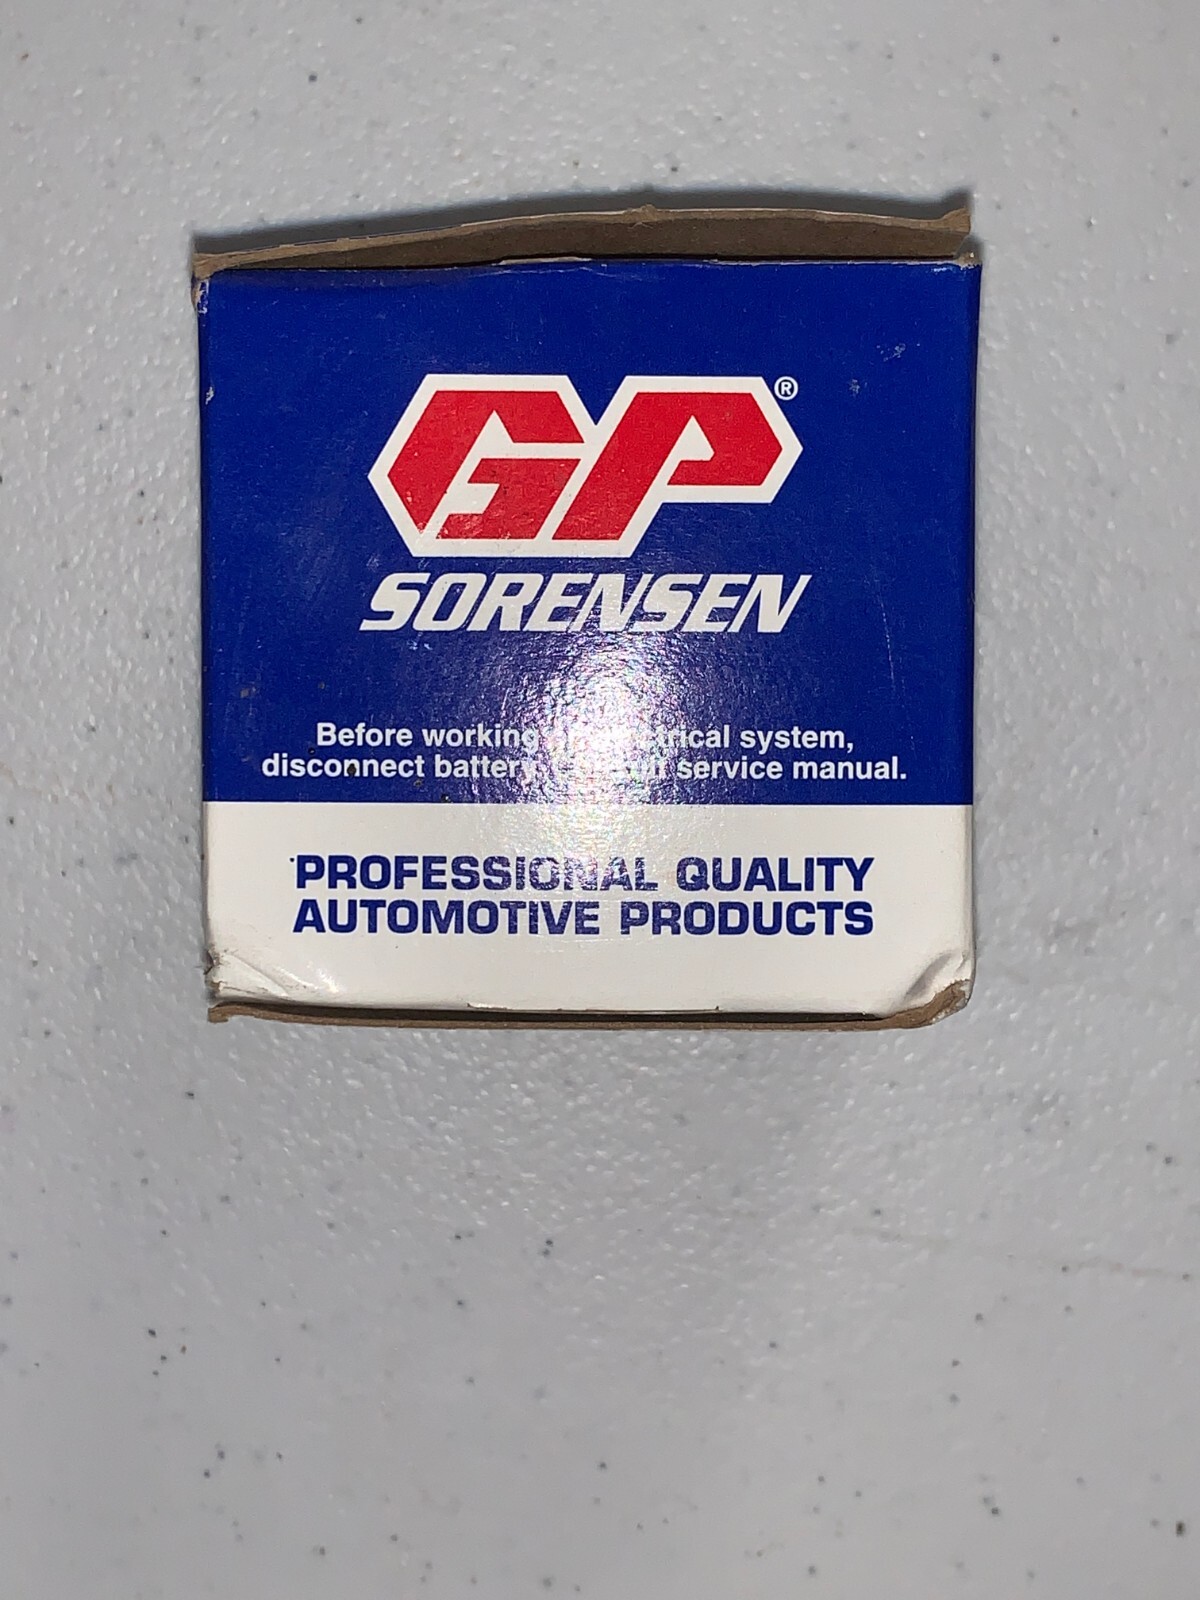 GP®
SORENSEN
Before working system,
disconnect battery service manual.
PROFESSIONAL QUALITY
AUTOMOTIVE PRODUCTS